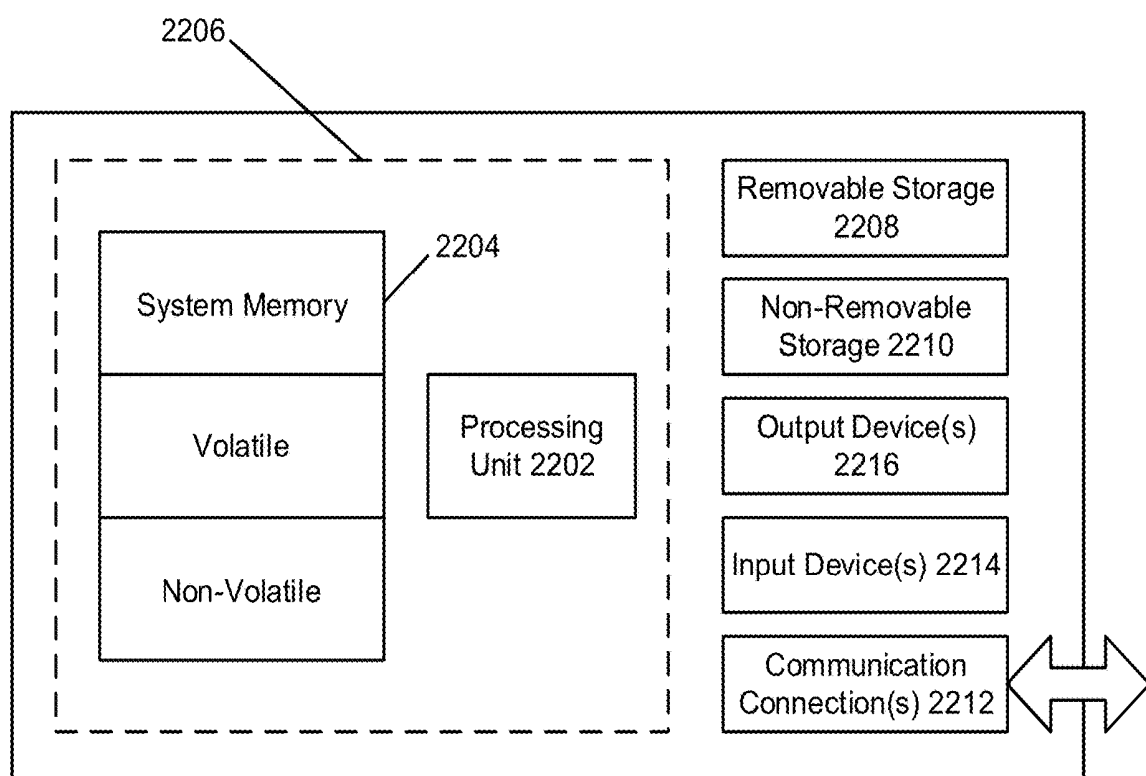 2206
2204
System Memory
Volatile
Non-Volatile
Processing
Unit 2202
Removable Storage
2208
Non-Removable
Storage 2210
Output Device(s)
2216
Input Device(s) 2214
Communication
Connection(s) 2212